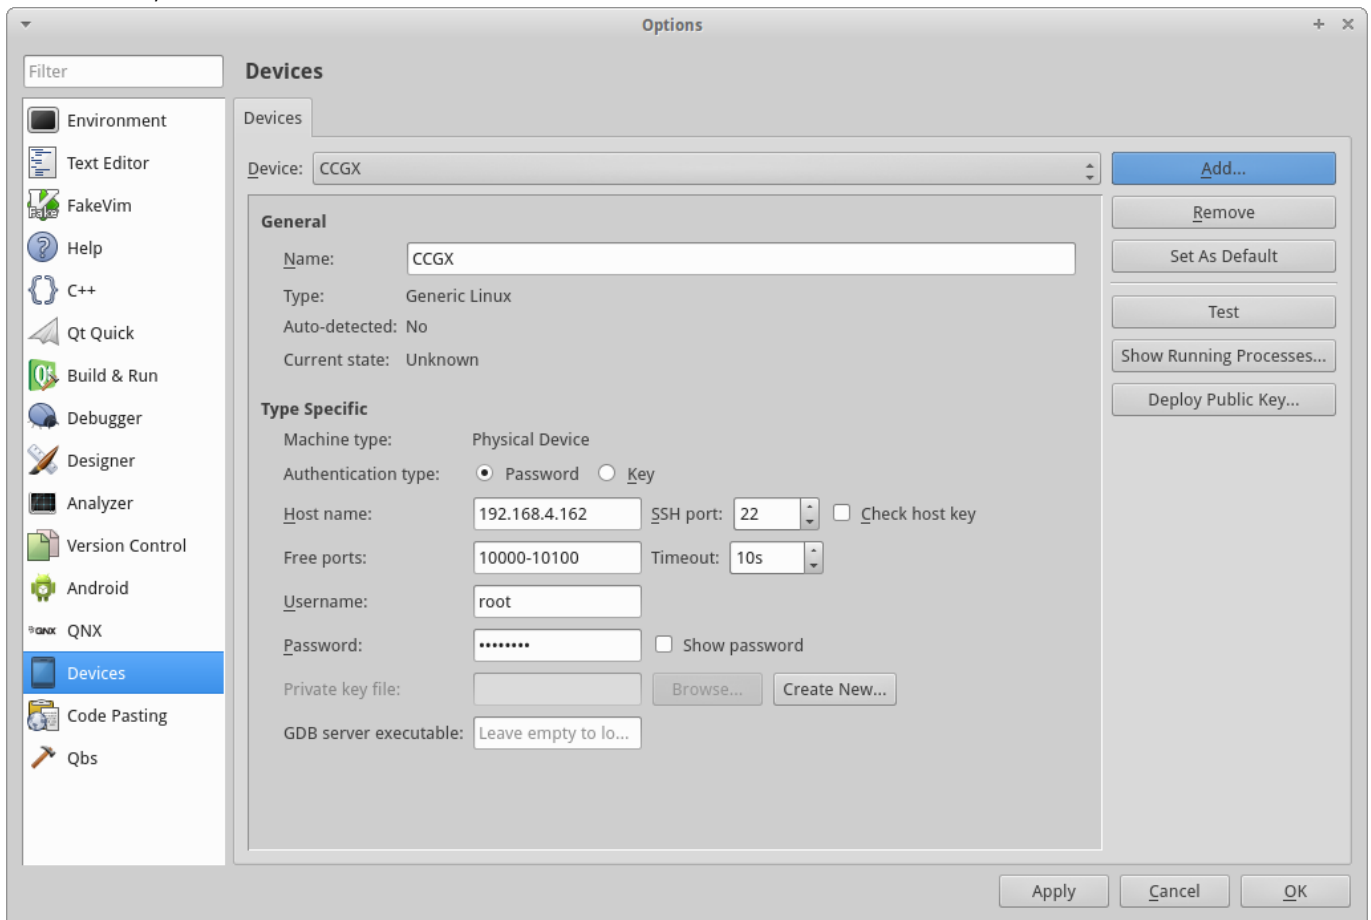 Options
Filter
Devices
Environment
Text Editor
FakeVim
Help
C++
Qt Quick
Build & Run
Debugger
Designer
Analyzer
Version Control
Android
QNX QNX
Devices
Code Pasting
Qbs
Devices
Device: CCGX
General
Name: CCGX
Type: Generic Linux
Auto-detected: No
Current state: Unknown
Type Specific
Machine type: Physical Device
Authentication type: Password Key
Host name: 192.168.4.162 SSH port: 22 Check host key
Free ports: 10000-10100 Timeout: 10s
Username: root
Password: •••••••• Show password
Private key file: Browse... Create New...
GDB server executable: Leave empty to lo...
Add...
Remove
Set As Default
Test
Show Running Processes...
Deploy Public Key...
Apply Cancel OK